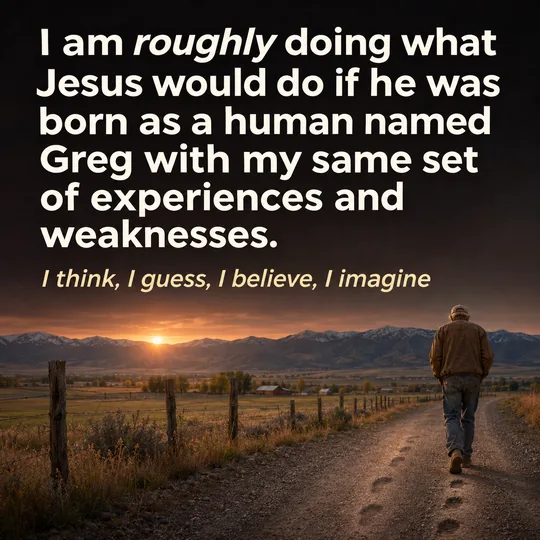 I am roughly doing what
Jesus would do if he was
born as a human named
Greg with my same set
of experiences and
weaknesses.
I think, I guess, I believe, I imagine